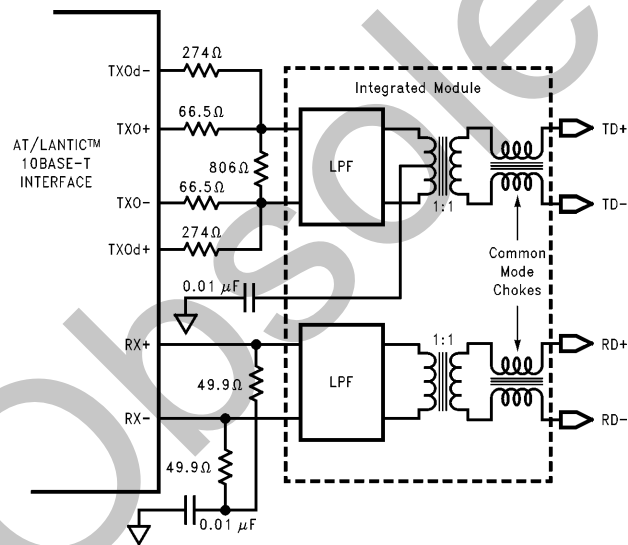 274Ω
TXOd-
Integrated Module
66.5Ω
TXO+
TD+
AT/LANTIC™
10BASE-T
INTERFACE
806Ω
LPF
66.5Ω
TXO-
1:1
TD-
274Ω
TXOd+
Common
Mode
Chokes
0.01 µF
RX+
1:1
RD+
49.9Ω
LPF
RX-
RD-
49.9Ω
0.01 µF
Obsolete